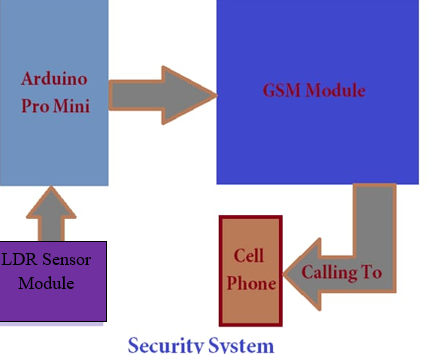 Arduino
Pro Mini
GSM Module
LDR Sensor
Module
Cell
Phone
Calling To
Security System